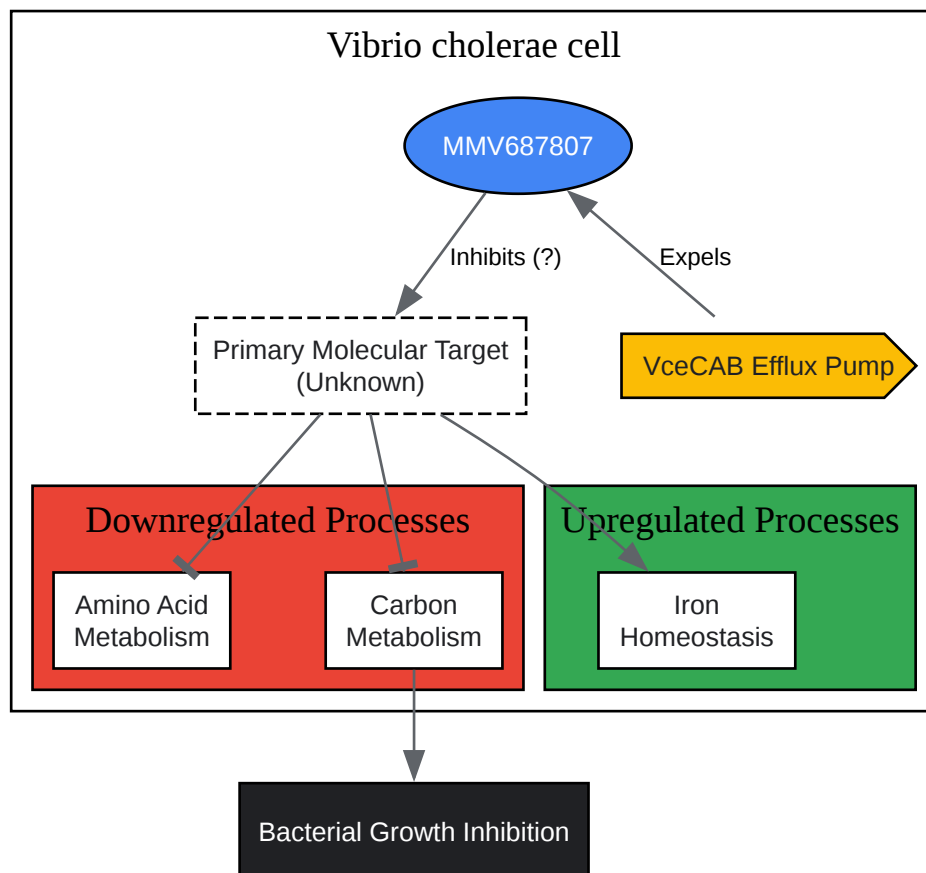 Vibrio cholerae cell
MMV687807
Inhibits (?)
Expels
Primary Molecular Target
(Unknown)
VceCAB Efflux Pump
Downregulated Processes
Upregulated Processes
Amino Acid
Metabolism
Carbon
Metabolism
Iron
Homeostasis
Bacterial Growth Inhibition